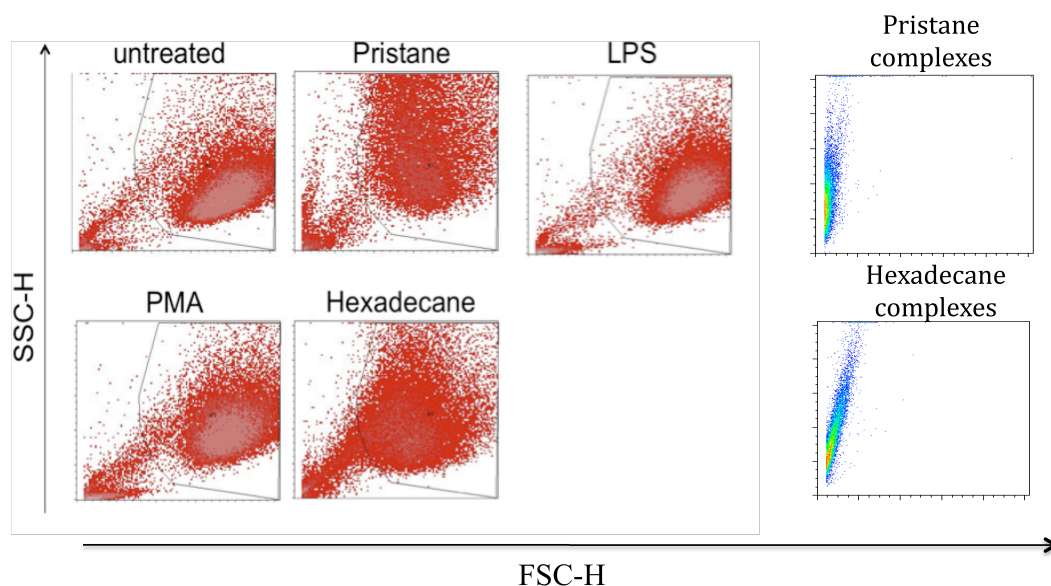 untreated
Pristane
LPS
Pristane
complexes
PMA
Hexadecane
Hexadecane
complexes
SSC-H
FSC-H